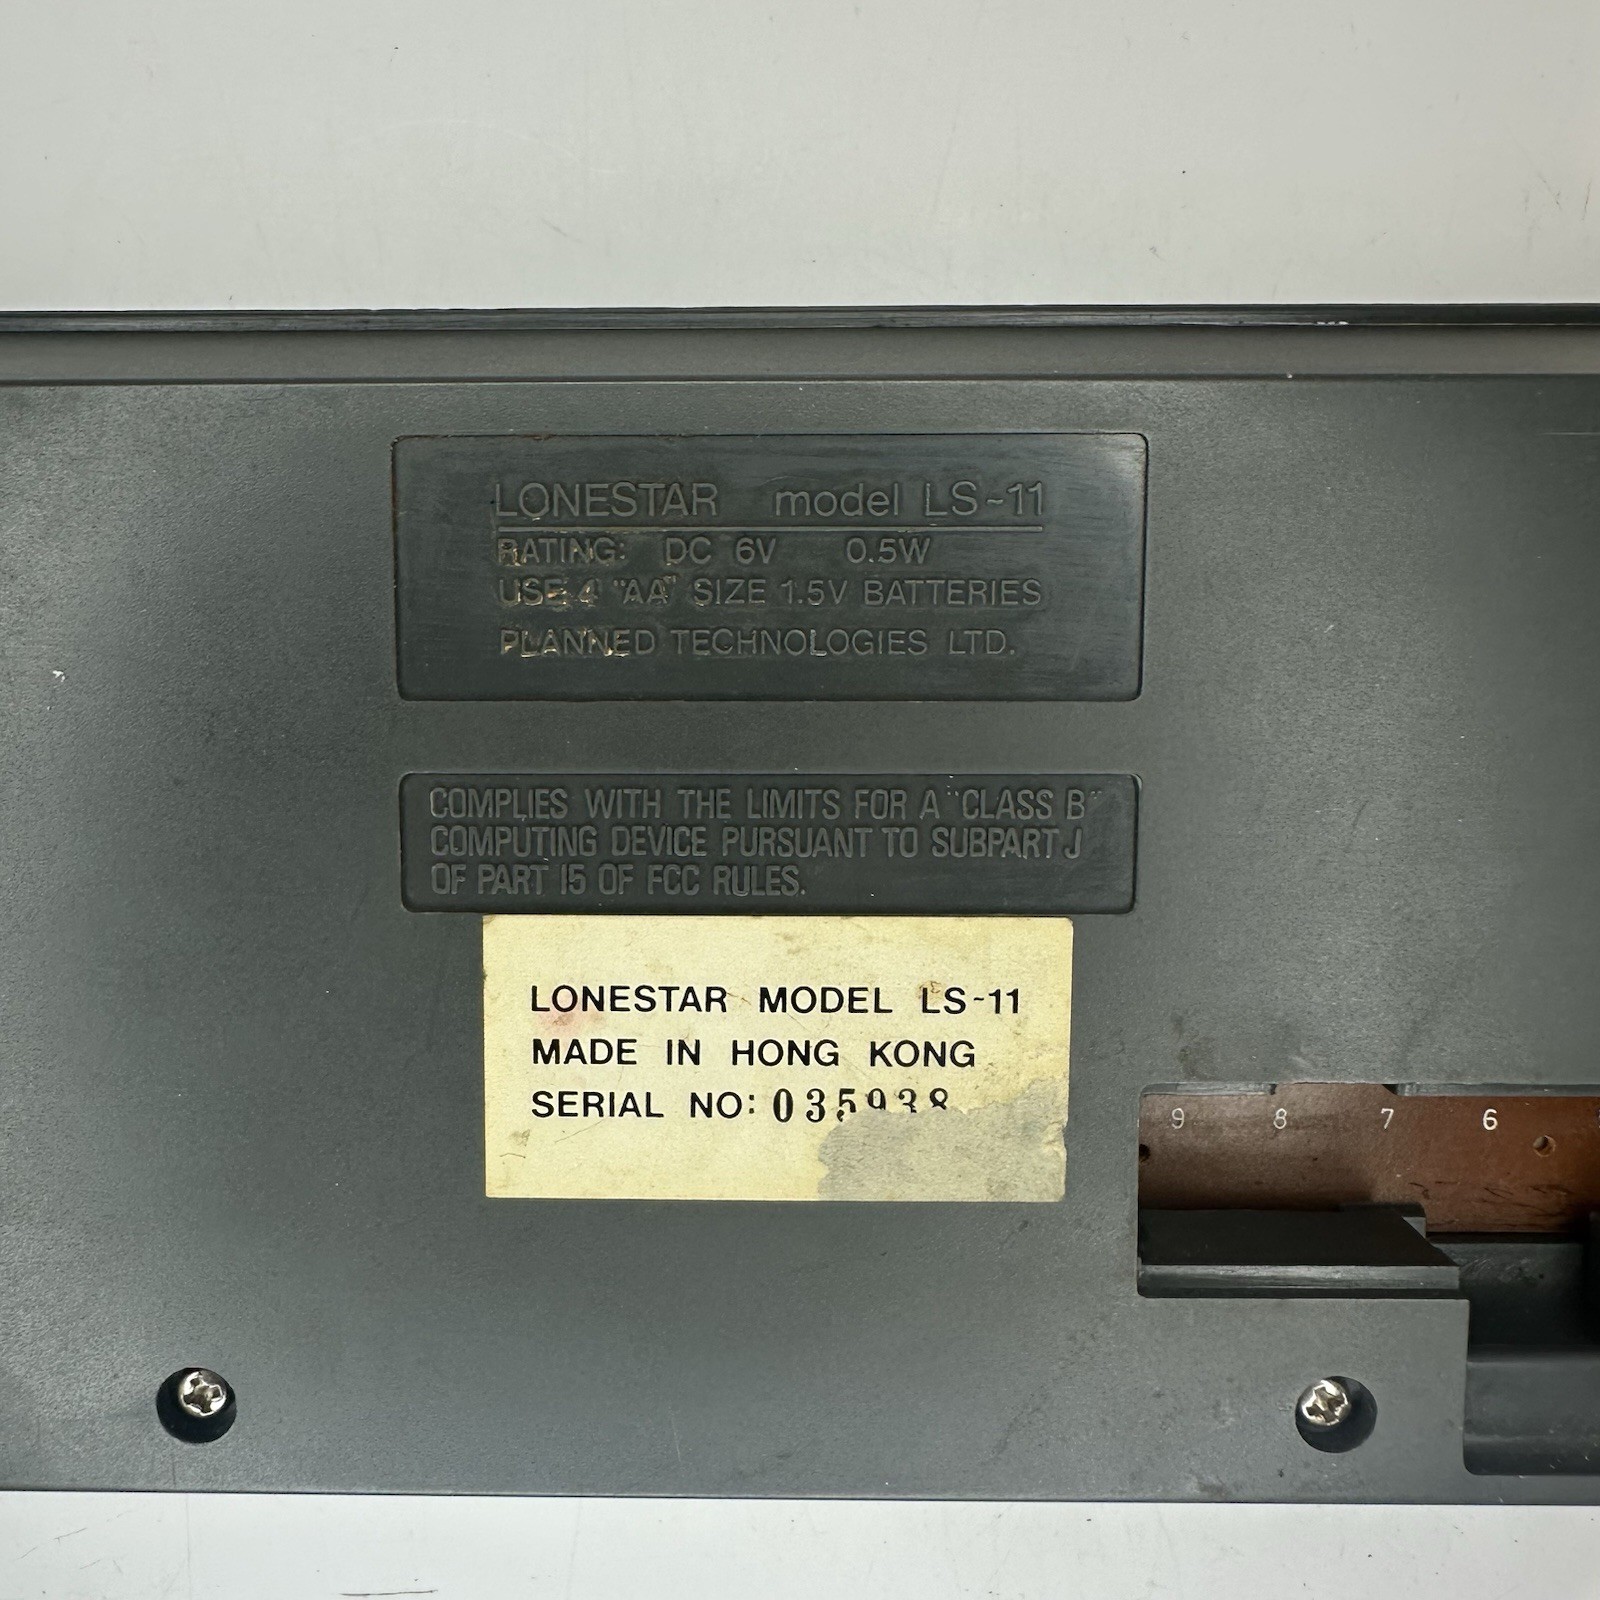 LONESTAR model LS-11
RATING: DC 6V 0.5W
USE 4 "AA" SIZE 1.5V BATTERIES
PLANNED TECHNOLOGIES LTD.
COMPLIES WITH THE LIMITS FOR A "CLASS B"
COMPUTING DEVICE PURSUANT TO SUBPART J
OF PART 15 OF FCC RULES.
LONESTAR MODEL LS-11
MADE IN HONG KONG
SERIAL NO: 035938
9 8 7 6